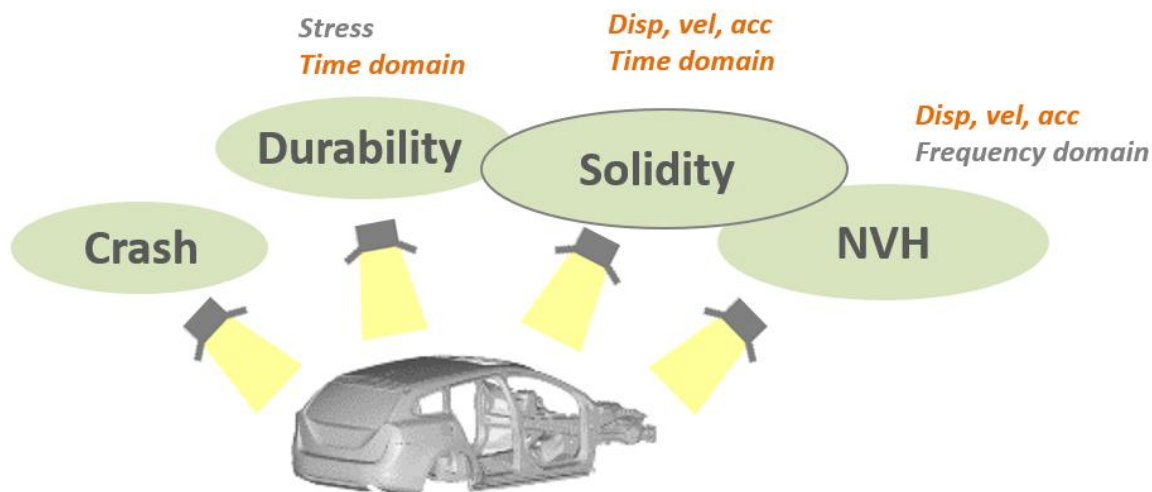 Stress
Time domain
Disp, vel, acc
Time domain
Disp, vel, acc
Frequency domain
Durability
Solidity
Crash
NVH